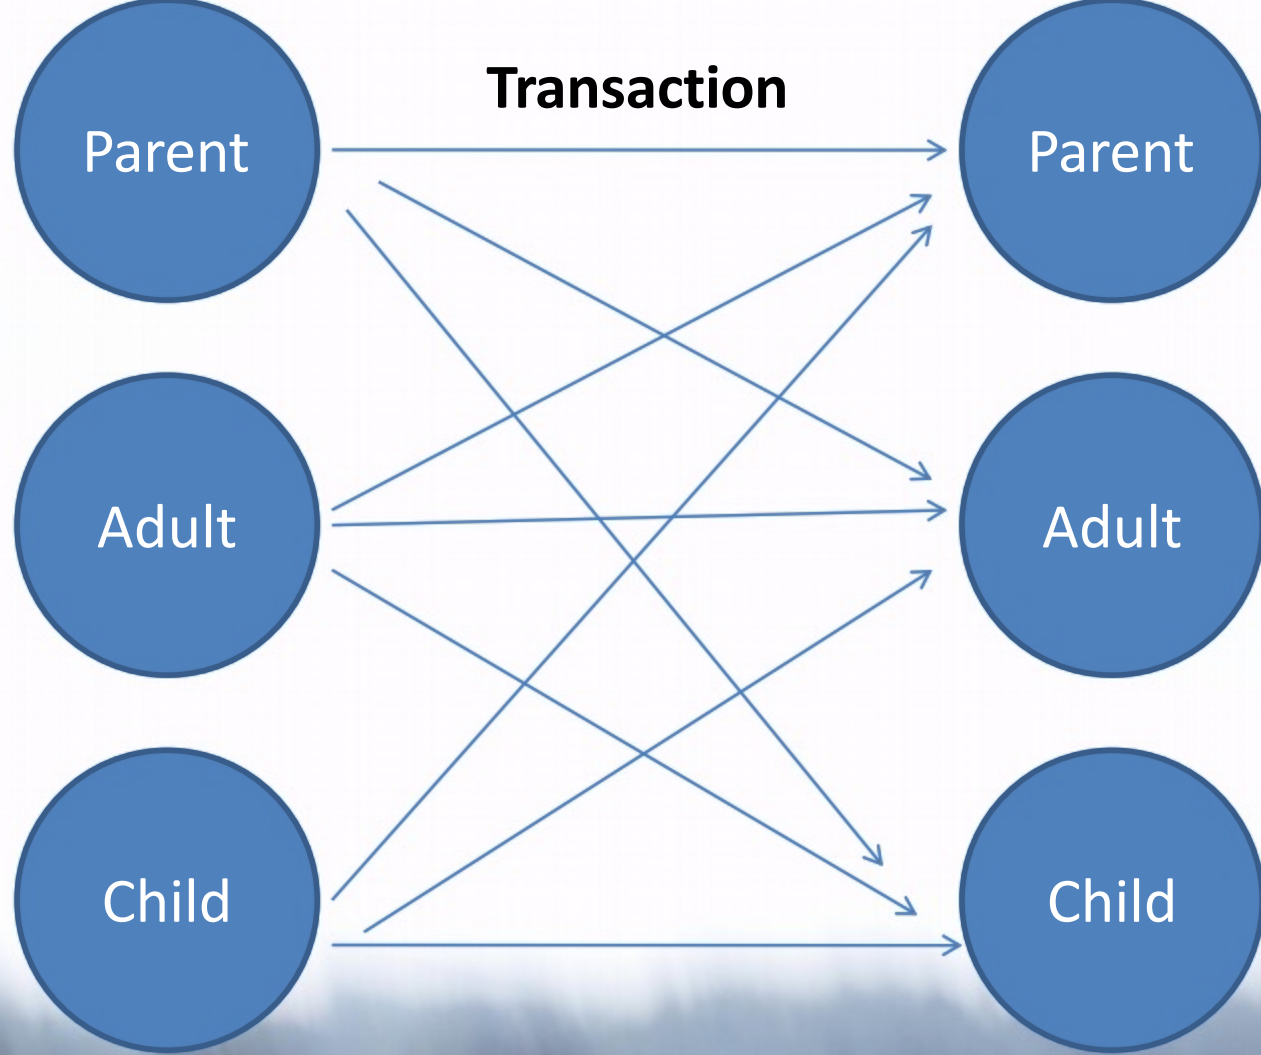 Transaction
Parent
Parent
Adult
Adult
Child
Child